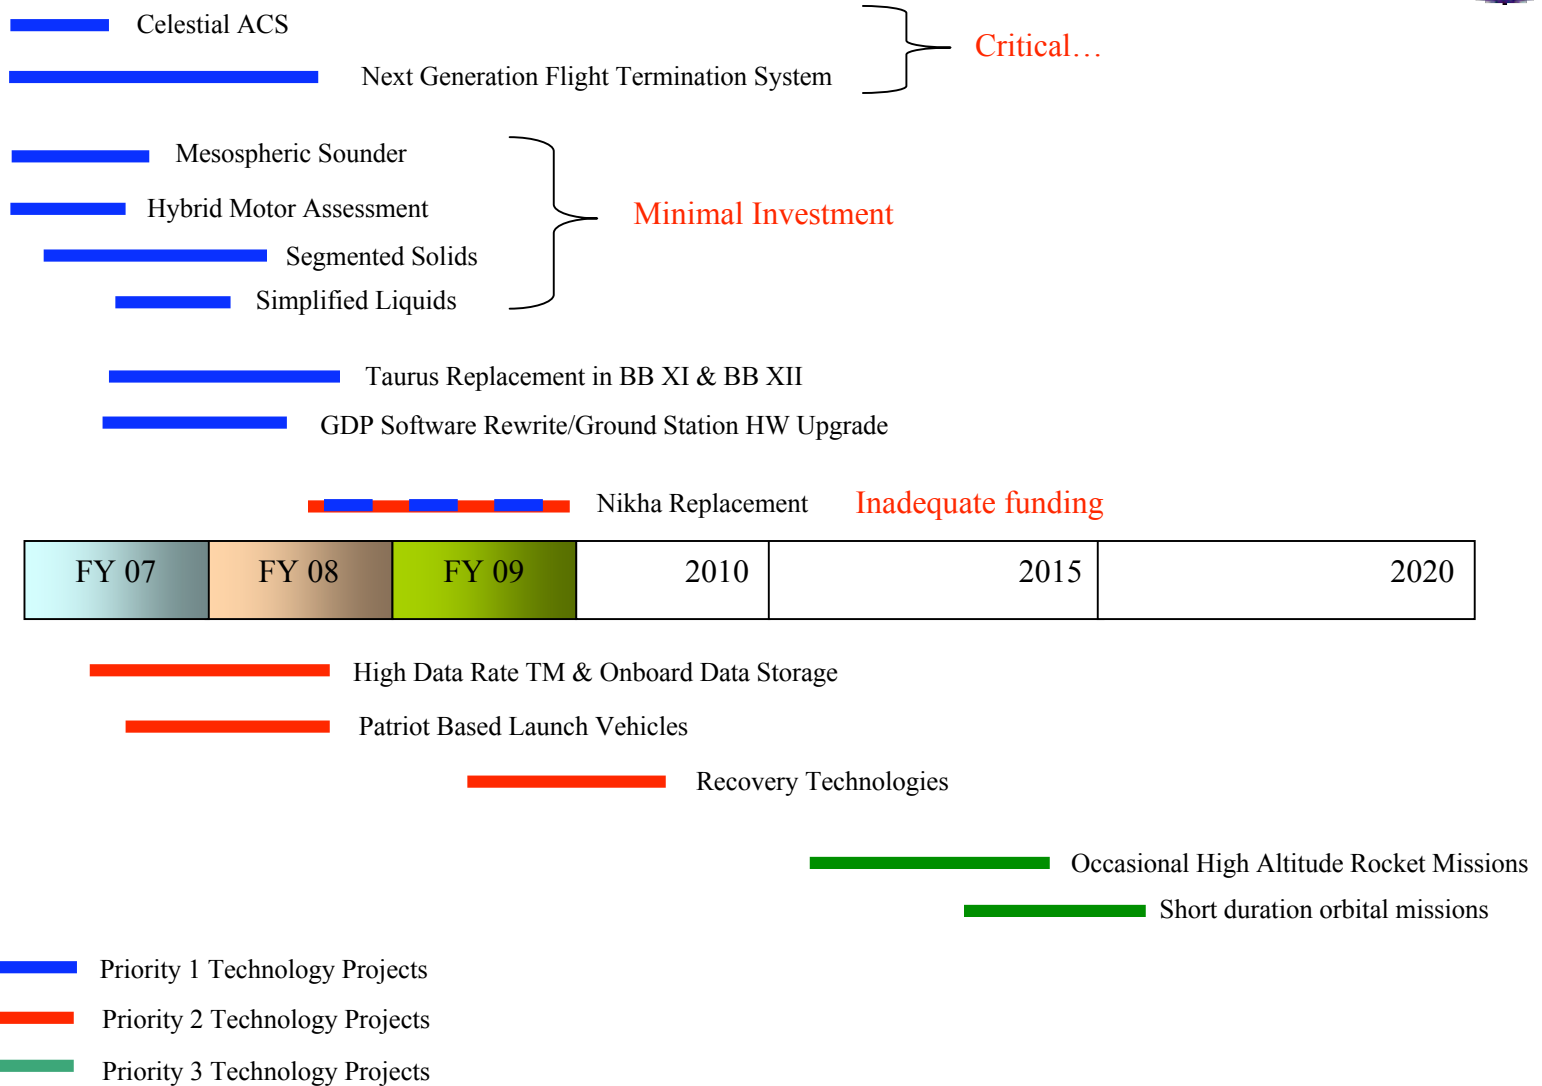 Celestial ACS
Critical…
Next Generation Flight Termination System
Mesospheric Sounder
Hybrid Motor Assessment
Minimal Investment
Segmented Solids
Simplified Liquids
Taurus Replacement in BB XI & BB XII
GDP Software Rewrite/Ground Station HW Upgrade
Nikha Replacement Inadequate funding
FY 07 FY 08 FY 09 2010 2015 2020
High Data Rate TM & Onboard Data Storage
Patriot Based Launch Vehicles
Recovery Technologies
Occasional High Altitude Rocket Missions
Short duration orbital missions
Priority 1 Technology Projects
Priority 2 Technology Projects
Priority 3 Technology Projects